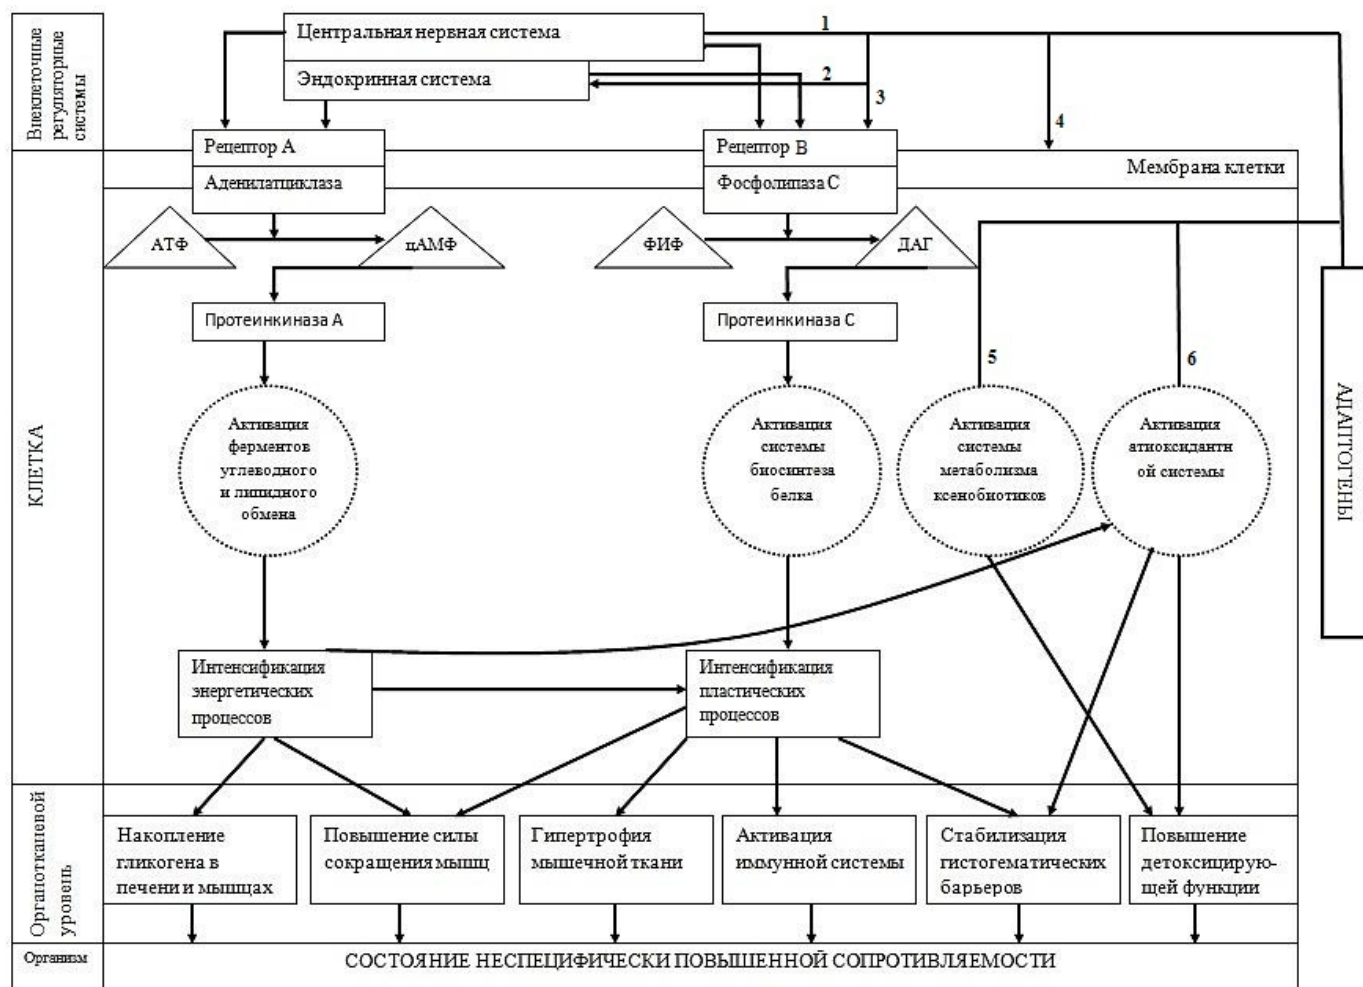 Внеклеточные
регуляторные
системы
Центральная нервная система
Эндокринная система
1
2
3
4
Рецептор А
Аденилатциклаза
Рецептор В
Фосфолипаза С
Мембрана клетки
КЛЕТКА
АТФ
цАМФ
ФИФ
ДАГ
Протеинкиназа А
Протеинкиназа С
5
6
АДАПТОГЕНЫ
Активация
ферментов
углеводного
и липидного
обмена
Активация
системы
биосинтеза
белка
Активация
системы
метаболизма
ксенобиотиков
Активация
атиоксидантн
ой системы
Интенсификация
энергетических
процессов
Интенсификация
пластических
процессов
Органотканевой
уровень
Накопление
гликогена в
печени и мышцах
Повышение силы
сокращения мышц
Гипертрофия
мышечной ткани
Активация
иммунной системы
Стабилизация
гистогематических
барьеров
Повышение
детоксицирую-
щей функции
Организм
СОСТОЯНИЕ НЕСПЕЦИФИЧЕСКИ ПОВЫШЕННОЙ СОПРОТИВЛЯЕМОСТИ